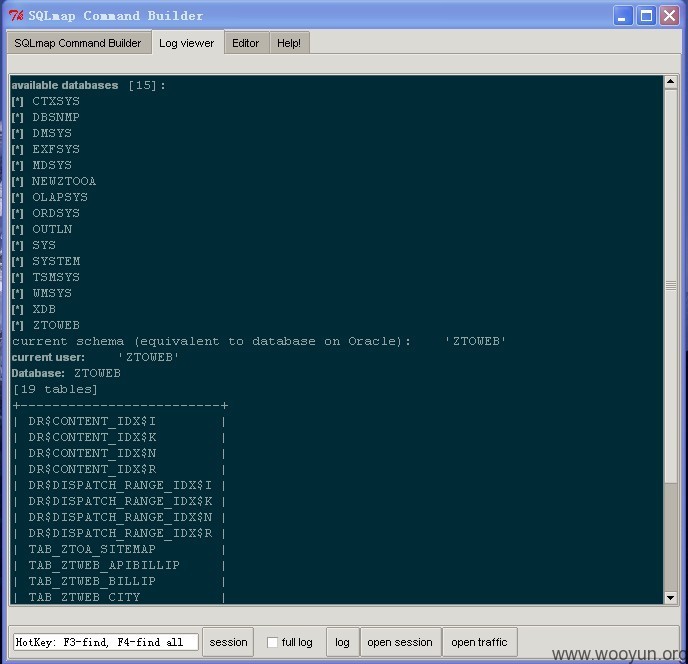 SQLmap Command Builder
SQLmap Command Builder Log viewer Editor Help!
available databases [15]:
[*] CTXSYS
[*] DBSNMP
[*] DMSYS
[*] EXFSYS
[*] MDSYS
[*] NEWZTOOA
[*] OLAPSYS
[*] ORDSYS
[*] OUTLN
[*] SYS
[*] SYSTEM
[*] TSMSYS
[*] WMSYS
[*] XDB
[*] ZTOWEB
current schema (equivalent to database on Oracle): 'ZTOWEB'
current user: 'ZTOWEB'
Database: ZTOWEB
[19 tables]
+-------------------------+
| DR$CONTENT_IDX$I |
| DR$CONTENT_IDX$K |
| DR$CONTENT_IDX$N |
| DR$CONTENT_IDX$R |
| DR$DISPATCH_RANGE_IDX$I |
| DR$DISPATCH_RANGE_IDX$K |
| DR$DISPATCH_RANGE_IDX$N |
| DR$DISPATCH_RANGE_IDX$R |
| TAB_ZTOA_SITEMAP |
| TAB_ZTWEB_APIBILLIP |
| TAB_ZTWEB_BILLIP |
| TAB_ZTWEB_CITY |
HotKey: F3-find, F4-find all session full log log open session open traffic
www.wooyun.org